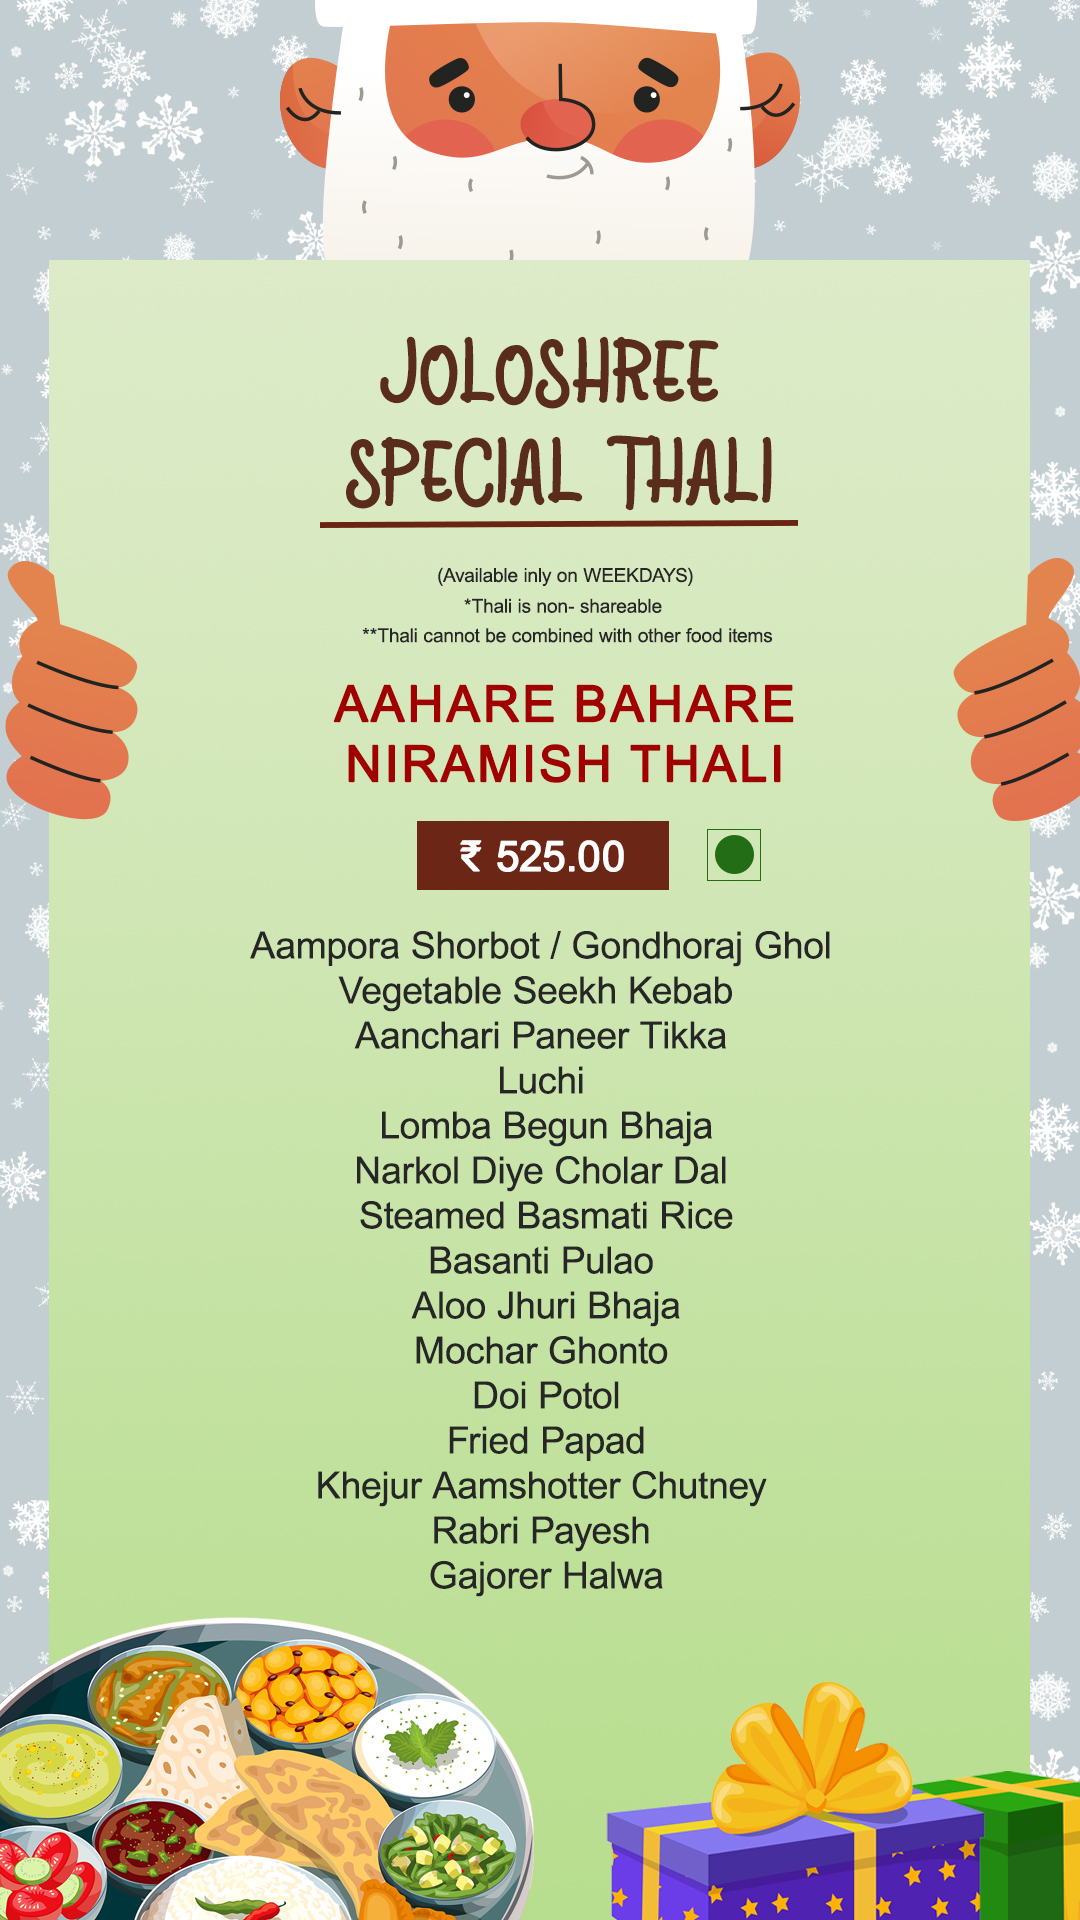 JOLOSHREE
SPECIAL THALI
(Available inly on WEEKDAYS)
*Thali is non- shareable
**Thali cannot be combined with other food items
AAHARE BAHARE
NIRAMISH THALI
₹ 525.00
Aampora Shorbot / Gondhoraj Ghol
Vegetable Seekh Kebab
Aanchari Paneer Tikka
Luchi
Lomba Begun Bhaja
Narkol Diye Cholar Dal
Steamed Basmati Rice
Basanti Pulao
Aloo Jhuri Bhaja
Mochar Ghonto
Doi Potol
Fried Papad
Khejur Aamshotter Chutney
Rabri Payesh
Gajorer Halwa